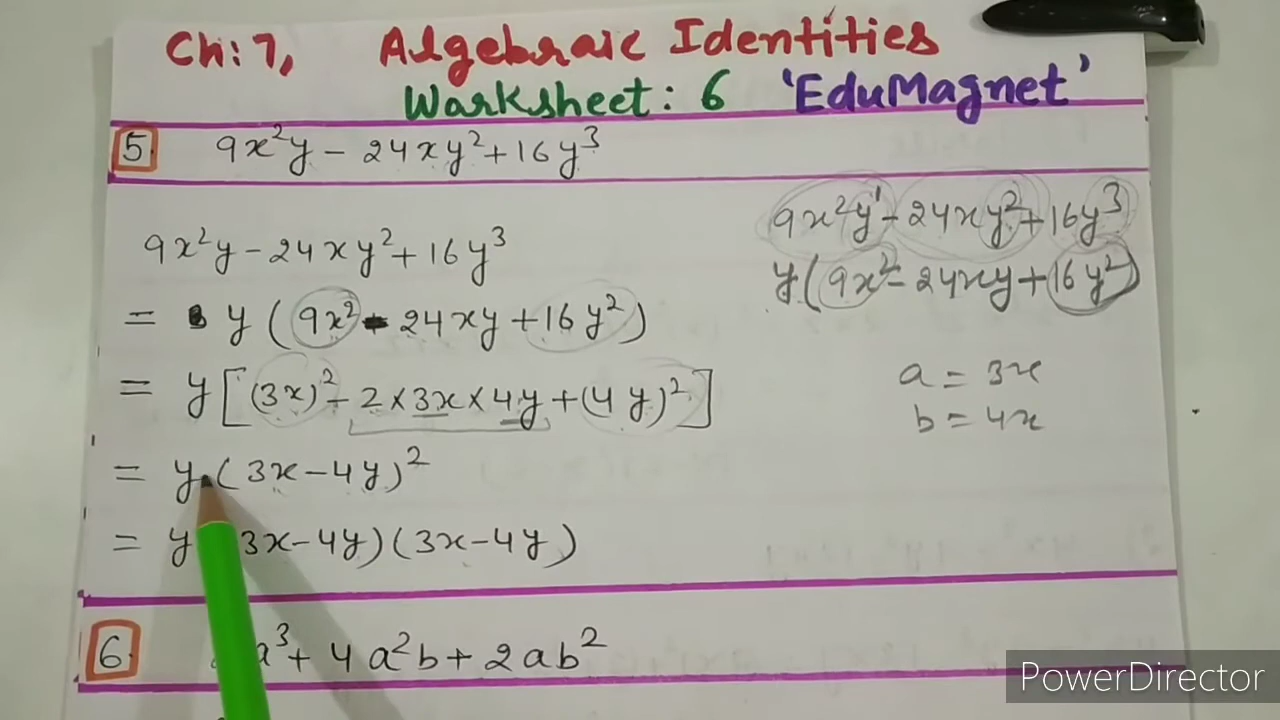 Ch: 7, Algebraic Identities
Worksheet: 6 'EduMagnet'
5. 9x²y - 24xy² + 16y³
9x²y - 24xy² + 16y³
= y (9x² - 24xy + 16y²)
= y [(3x)² - 2 × 3x × 4y + (4y)²]
= y (3x - 4y)²
= y 3x - 4y) (3x - 4y)
9x²y¹ - 24xy² + 16y³
y (9x² - 24xy + 16y²)
a = 3x
b = 4x
6. a³ + 4a²b + 2ab²
PowerDirector